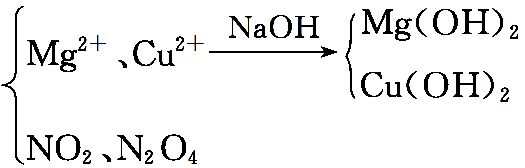 Mg²⁺、Cu²⁺ NaOH Mg(OH)₂
Cu(OH)₂
NO₂、N₂O₄